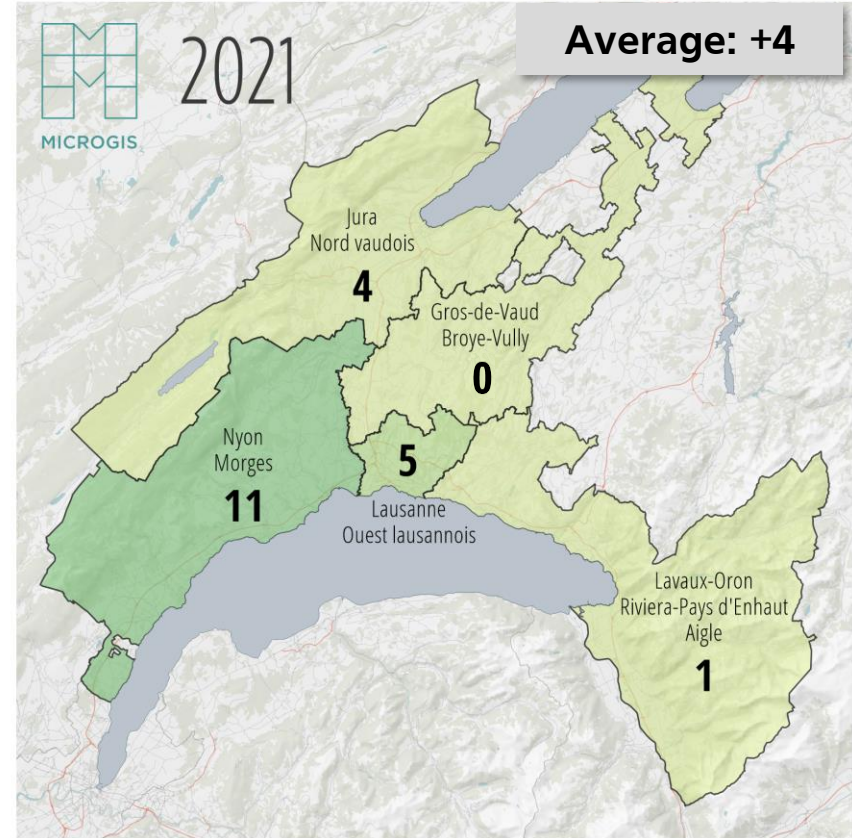 2021
Average: +4
MICROGIS
Jura
Nord vaudois
4
Gros-de-Vaud
Broye-Vully
0
Nyon
Morges
11
5
Lausanne
Ouest lausannois
Lavaux-Oron
Riviera-Pays d'Enhaut
Aigle
1